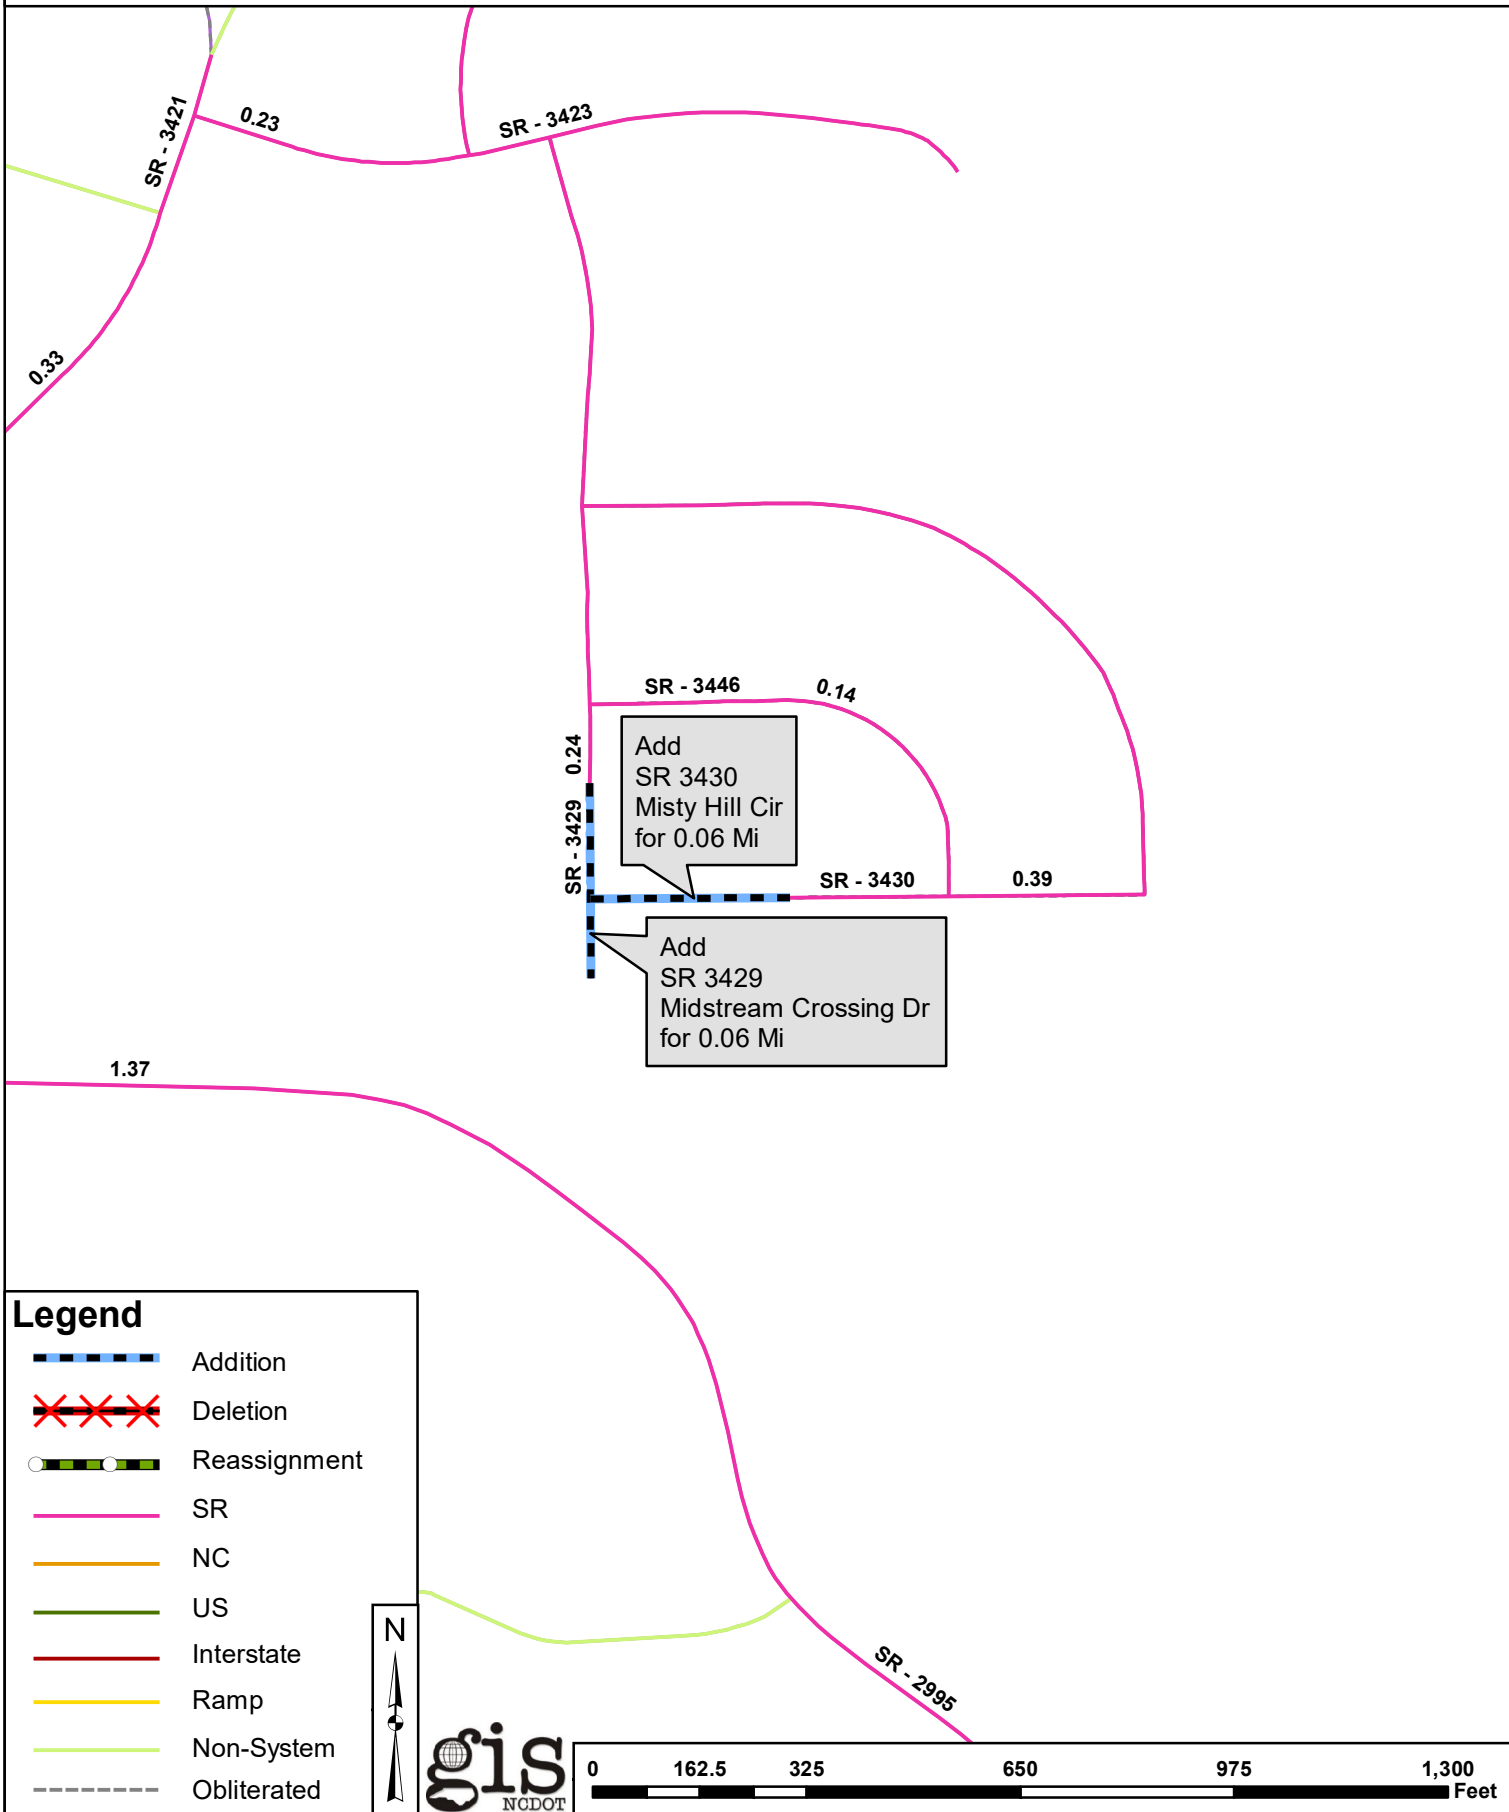 SR - 3421
0.23
SR - 3423
0.33
SR - 3446
0.14
0.24
SR - 3429
Add
SR 3430
Misty Hill Cir
for 0.06 Mi
SR - 3430
0.39
Add
SR 3429
Midstream Crossing Dr
for 0.06 Mi
1.37
SR - 2995
Legend
Addition
Deletion
Reassignment
SR
NC
US
Interstate
Ramp
Non-System
Obliterated
N
gis
NCDOT
0 162.5 325 650 975 1,300
Feet